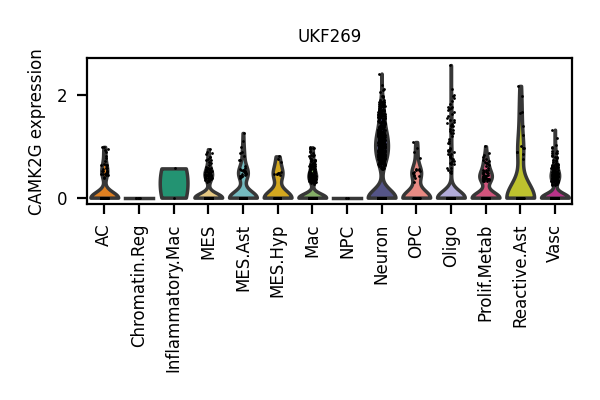 UKF269
CAMK2G expression
2
0
AC
Chromatin.Reg
Inflammatory.Mac
MES
MES.Ast
MES.Hyp
Mac
NPC
Neuron
OPC
Oligo
Prolif.Metab
Reactive.Ast
Vasc